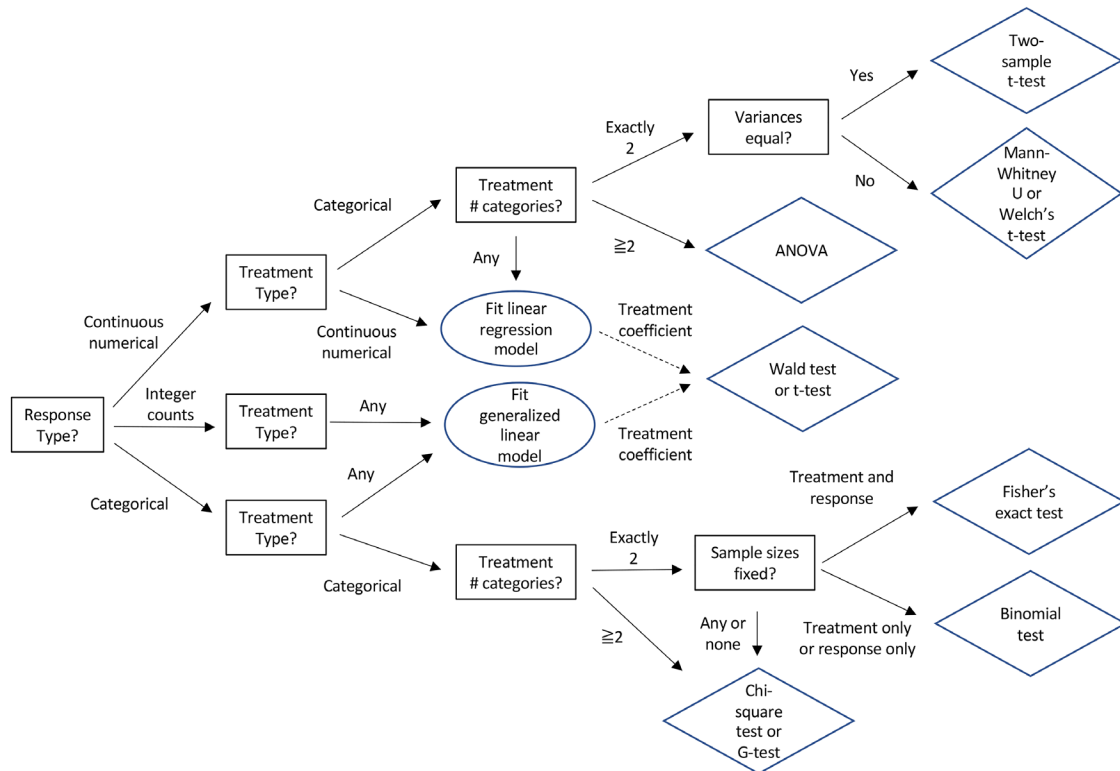 Two-
sample
t-test
Yes
Variances
equal?
Exactly
2
No
Mann-
Whitney
U or
Welch's
t-test
Treatment
# categories?
Categorical
≧2
ANOVA
Any
Treatment
Type?
Continuous
numerical
Continuous
numerical
Fit linear
regression
model
Treatment
coefficient
Wald test
or t-test
Response
Type?
Integer
counts
Treatment
Type?
Any
Fit
generalized
linear
model
Treatment
coefficient
Any
Categorical
Treatment
Type?
Categorical
Treatment
# categories?
Exactly
2
Sample sizes
fixed?
Treatment and
response
Fisher's
exact test
Treatment only
or response only
Binomial
test
≧2
Any or
none
Chi-
square
test or
G-test